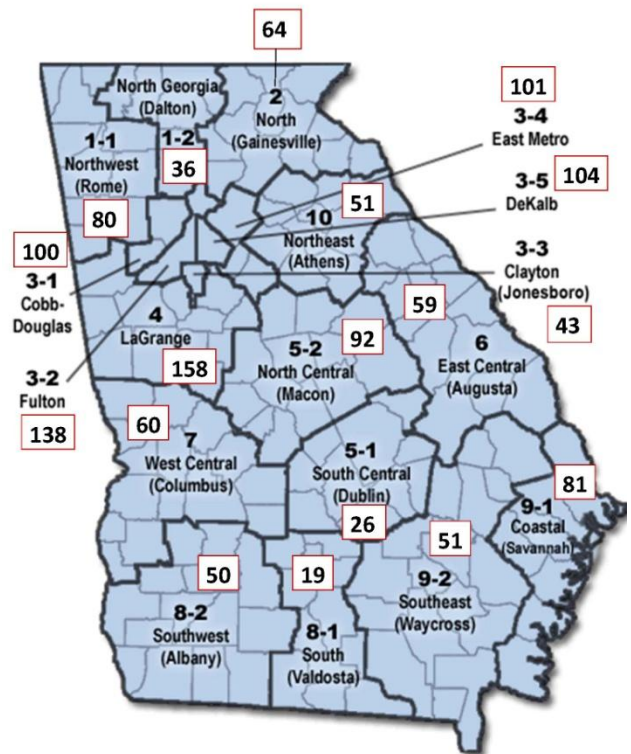 64
North Georgia
(Dalton)
2
North
(Gainesville)
101
3-4
East Metro
1-1
Northwest
(Rome)
1-2
36
80
3-5
DeKalb
104
51
10
Northeast
(Athens)
100
3-1
Cobb-
Douglas
3-3
Clayton
(Jonesboro)
43
59
4
LaGrange
158
5-2
North Central
(Macon)
92
6
East Central
(Augusta)
3-2
Fulton
138
60
7
West Central
(Columbus)
5-1
South Central
(Dublin)
26
81
9-1
Coastal
(Savannah)
51
9-2
Southeast
(Waycross)
50
8-2
Southwest
(Albany)
19
8-1
South
(Valdosta)